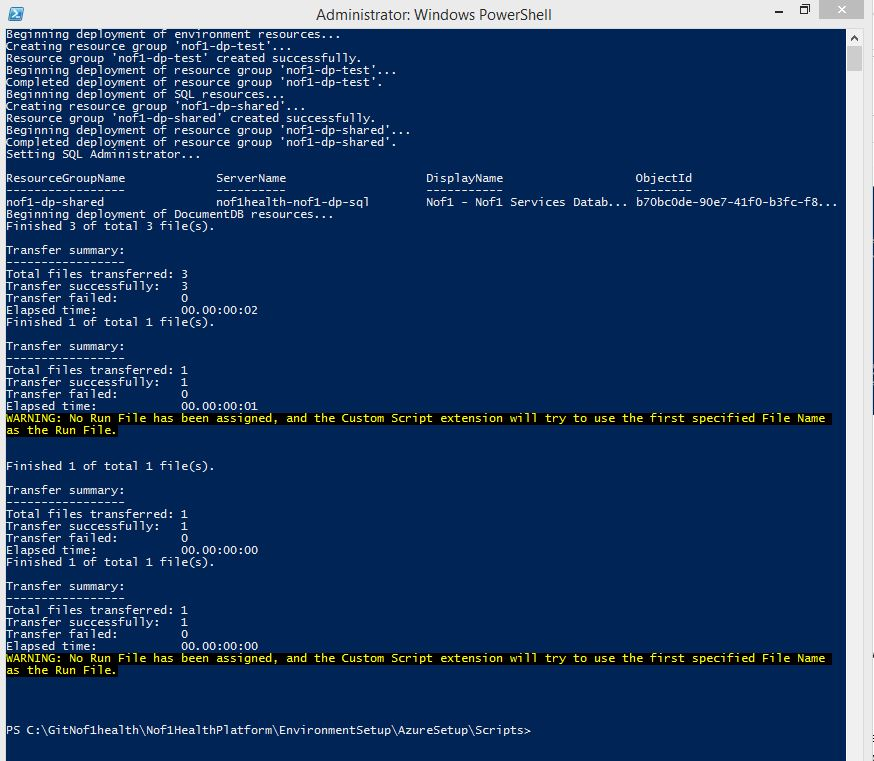 Administrator: Windows PowerShell
Beginning deployment of environment resources...
Creating resource group 'nof1-dp-test'...
Resource group 'nof1-dp-test' created successfully.
Beginning deployment of resource group 'nof1-dp-test'...
Completed deployment of resource group 'nof1-dp-test'.
Beginning deployment of SQL resources...
Creating resource group 'nof1-dp-shared'...
Resource group 'nof1-dp-shared' created successfully.
Beginning deployment of resource group 'nof1-dp-shared'...
Completed deployment of resource group 'nof1-dp-shared'.
Setting SQL Administrator...
ResourceGroupName ServerName DisplayName ObjectId
----------------- ---------- ----------- --------
nof1-dp-shared nof1health-nof1-dp-sql Nof1 - Nof1 Services Datab... b70bc0de-90e7-41f0-b3fc-f8...
Beginning deployment of DocumentDB resources...
Finished 3 of total 3 file(s).
Transfer summary:
-----------------
Total files transferred: 3
Transfer successfully: 3
Transfer failed: 0
Elapsed time: 00.00:00:02
Finished 1 of total 1 file(s).
Transfer summary:
-----------------
Total files transferred: 1
Transfer successfully: 1
Transfer failed: 0
Elapsed time: 00.00:00:01
WARNING: No Run File has been assigned, and the Custom Script extension will try to use the first specified File Name
as the Run File.
Finished 1 of total 1 file(s).
Transfer summary:
-----------------
Total files transferred: 1
Transfer successfully: 1
Transfer failed: 0
Elapsed time: 00.00:00:00
Finished 1 of total 1 file(s).
Transfer summary:
-----------------
Total files transferred: 1
Transfer successfully: 1
Transfer failed: 0
Elapsed time: 00.00:00:00
WARNING: No Run File has been assigned, and the Custom Script extension will try to use the first specified File Name
as the Run File.
PS C:\GitNof1health\Nof1HealthPlatform\EnvironmentSetup\AzureSetup\Scripts>